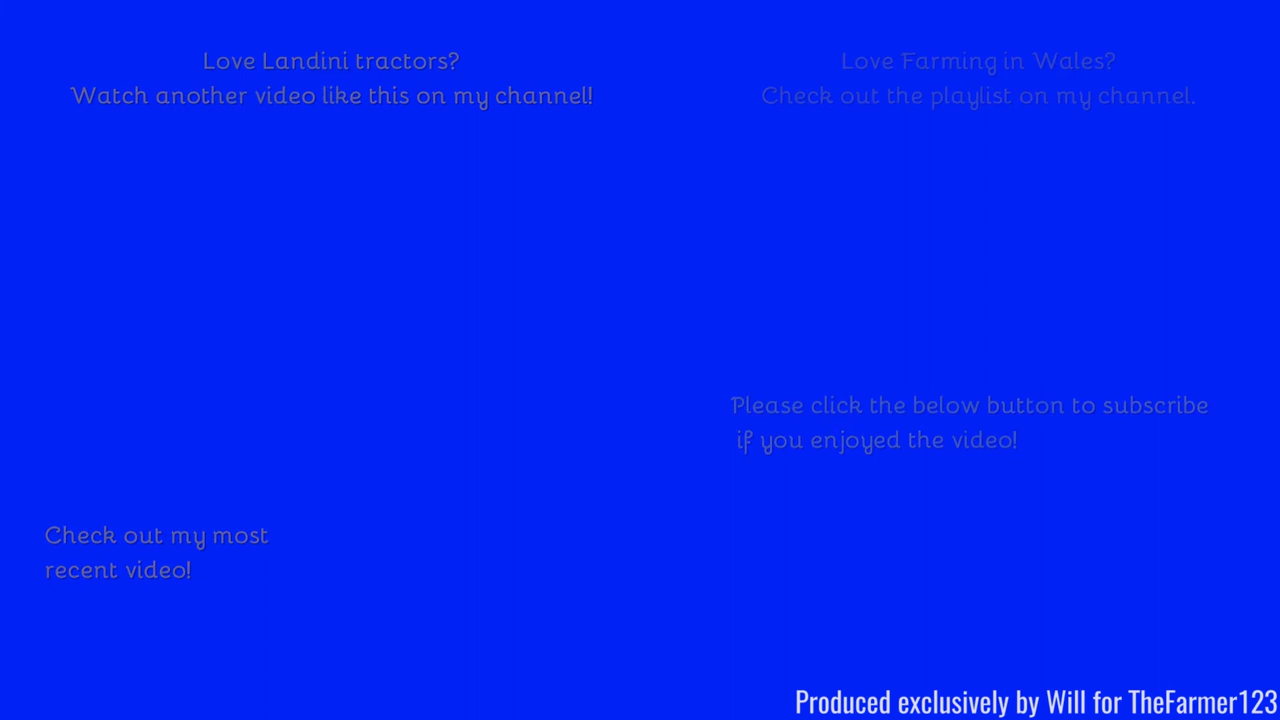 Love Landini tractors?
Watch another video like this on my channel!
Love Farming in Wales?
Check out the playlist on my channel.
Please click the below button to subscribe
if you enjoyed the video!
Check out my most
recent video!
Produced exclusively by Will for TheFarmer123